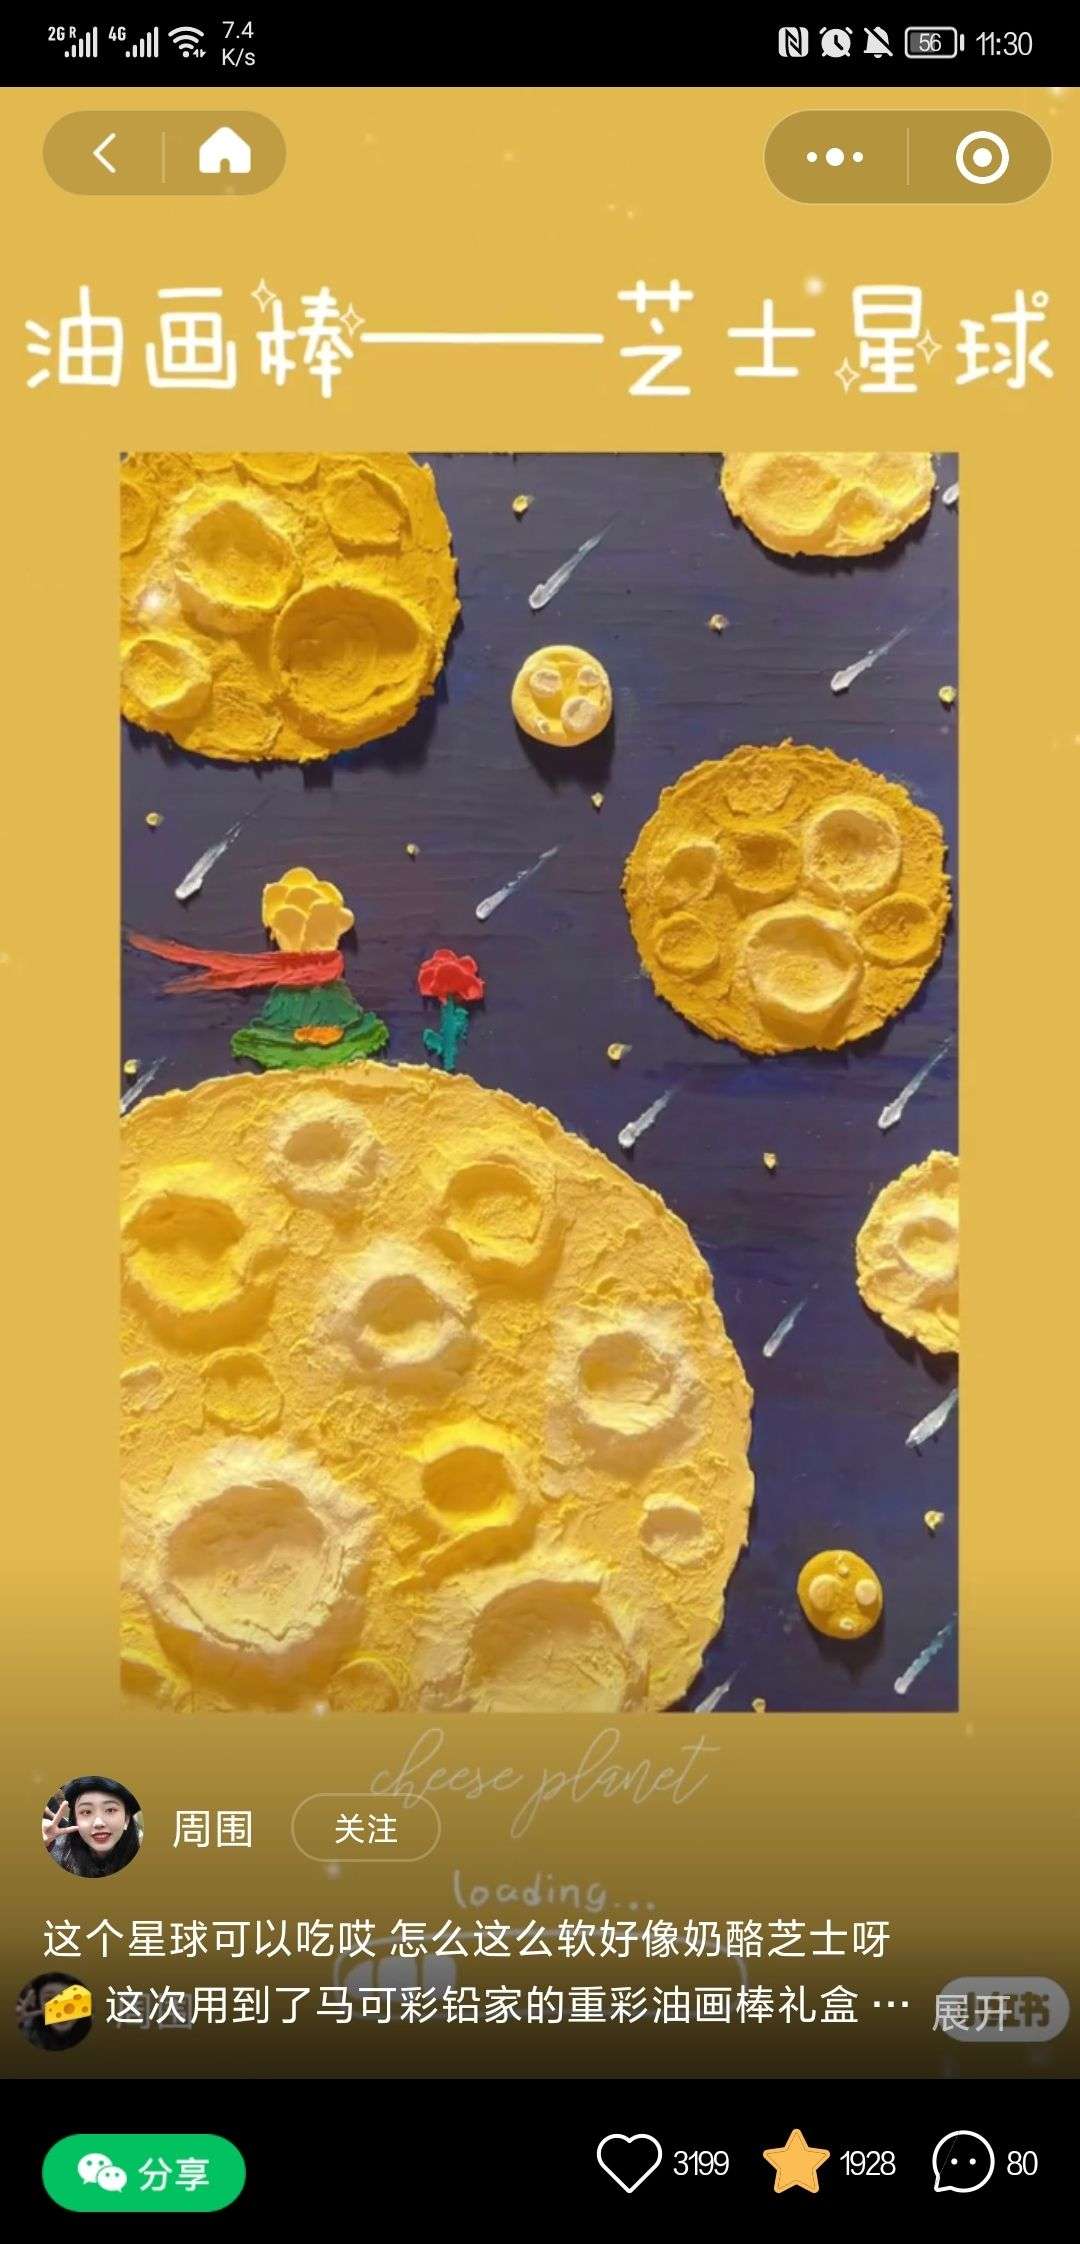 2G R 4G 7.4 K/s 56 11:30
油画棒——芝士星球
cheese planet
周围 关注
loading...
这个星球可以吃哎 怎么这么软好像奶酪芝士呀
这次用到了马可彩铅家的重彩油画棒礼盒 … 展开
分享 3199 1928 80